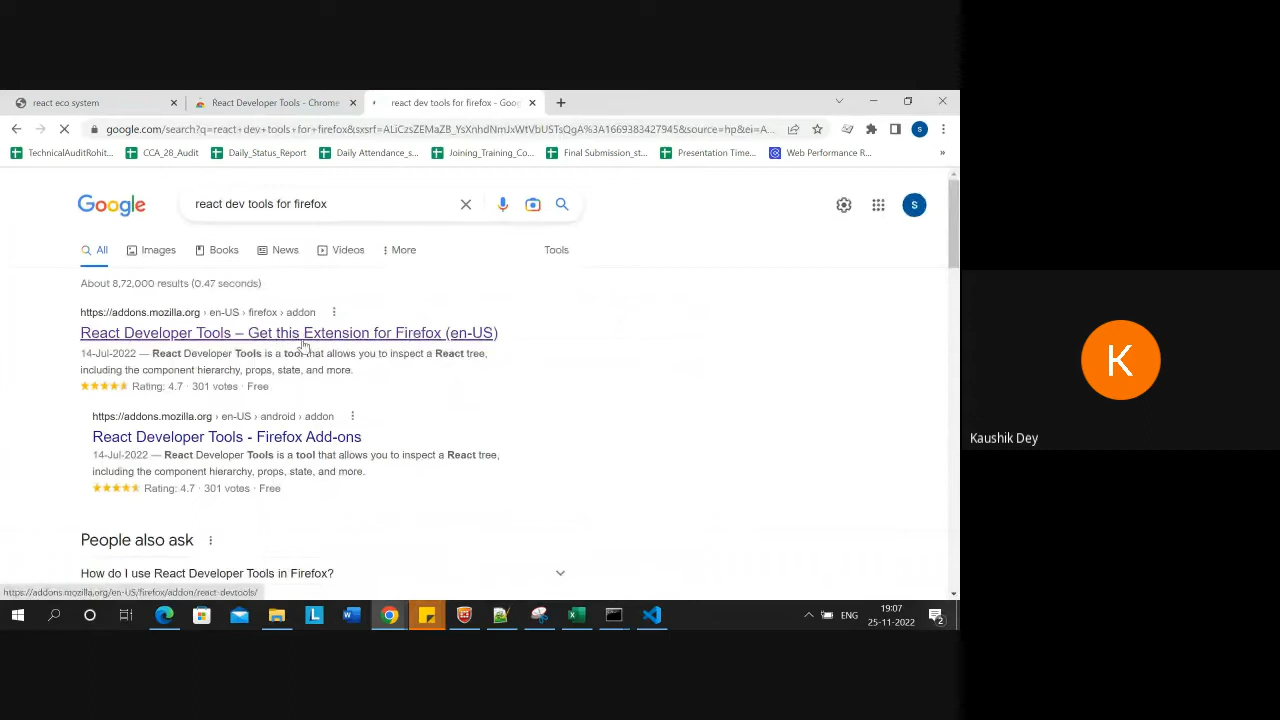 react eco system
React Developer Tools - Chrome
react dev tools for firefox - Goog
google.com/search?q=react+dev+tools+for+firefox&sxsrf=ALiCzsZEMaZB_YsXnhdNmJxWtVbUSTsQgA%3A1669383427945&source=hp&ei=A...
S
TechnicalAuditRohit...
CCA_28_Audit
Daily_Status_Report
Daily Attendance_s...
Joining_Training_Co...
Final Submission_st...
Presentation Time...
Web Performance R...
»
Google
react dev tools for firefox
S
All
Images
Books
News
Videos
More
Tools
About 8,72,000 results (0.47 seconds)
https://addons.mozilla.org › en-US › firefox › addon
React Developer Tools – Get this Extension for Firefox (en-US)
14-Jul-2022 — React Developer Tools is a tool that allows you to inspect a React tree,
including the component hierarchy, props, state, and more.
Rating: 4.7 · 301 votes · Free
https://addons.mozilla.org › en-US › android › addon
React Developer Tools - Firefox Add-ons
14-Jul-2022 — React Developer Tools is a tool that allows you to inspect a React tree,
including the component hierarchy, props, state, and more.
Rating: 4.7 · 301 votes · Free
People also ask
How do I use React Developer Tools in Firefox?
https://addons.mozilla.org/en-US/firefox/addon/react-devtools/
L
ENG
19:07
25-11-2022
2
K
Kaushik Dey